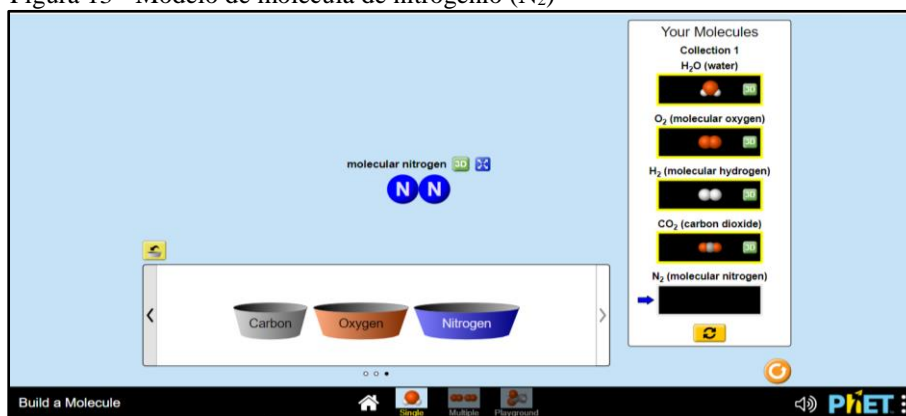 Figura 13 - Modelo de molécula de nitrogênio (N₂)
Your Molecules
Collection 1
H₂O (water)
3D
O₂ (molecular oxygen)
3D
H₂ (molecular hydrogen)
3D
CO₂ (carbon dioxide)
3D
N₂ (molecular nitrogen)
molecular nitrogen 3D
N N
Carbon
Oxygen
Nitrogen
Build a Molecule
Single
Multiple
Playground
PhET